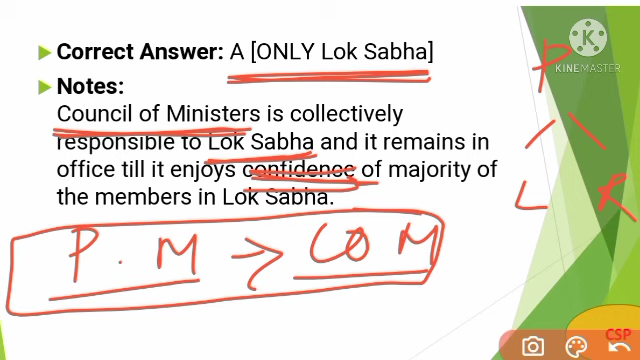 Correct Answer: A [ONLY Lok Sabha]
Notes:
Council of Ministers is collectively
responsible to Lok Sabha and it remains in
office till it enjoys confidence of majority of
the members in Lok Sabha.
P. M → COM
P
L R
KINEMASTER
CSP